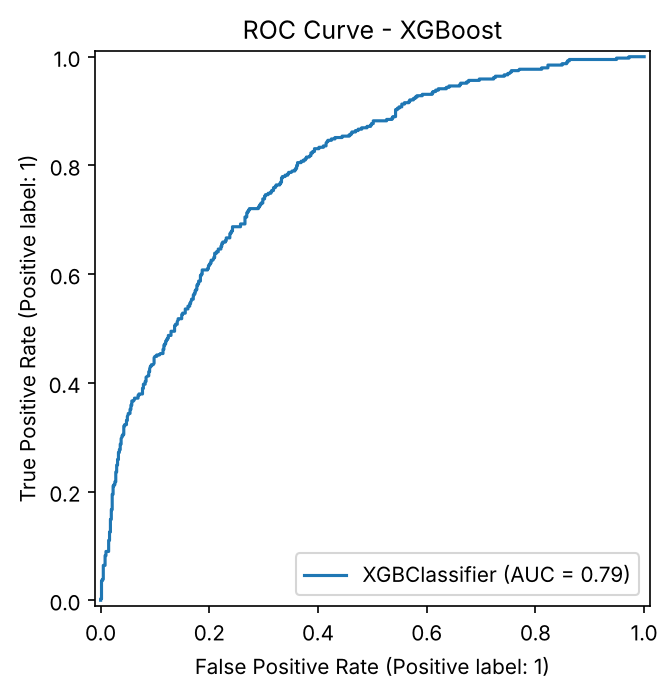 ROC Curve - XGBoost
1.0
0.8
0.6
0.4
0.2
0.0
True Positive Rate (Positive label: 1)
XGBClassifier (AUC = 0.79)
0.0 0.2 0.4 0.6 0.8 1.0
False Positive Rate (Positive label: 1)